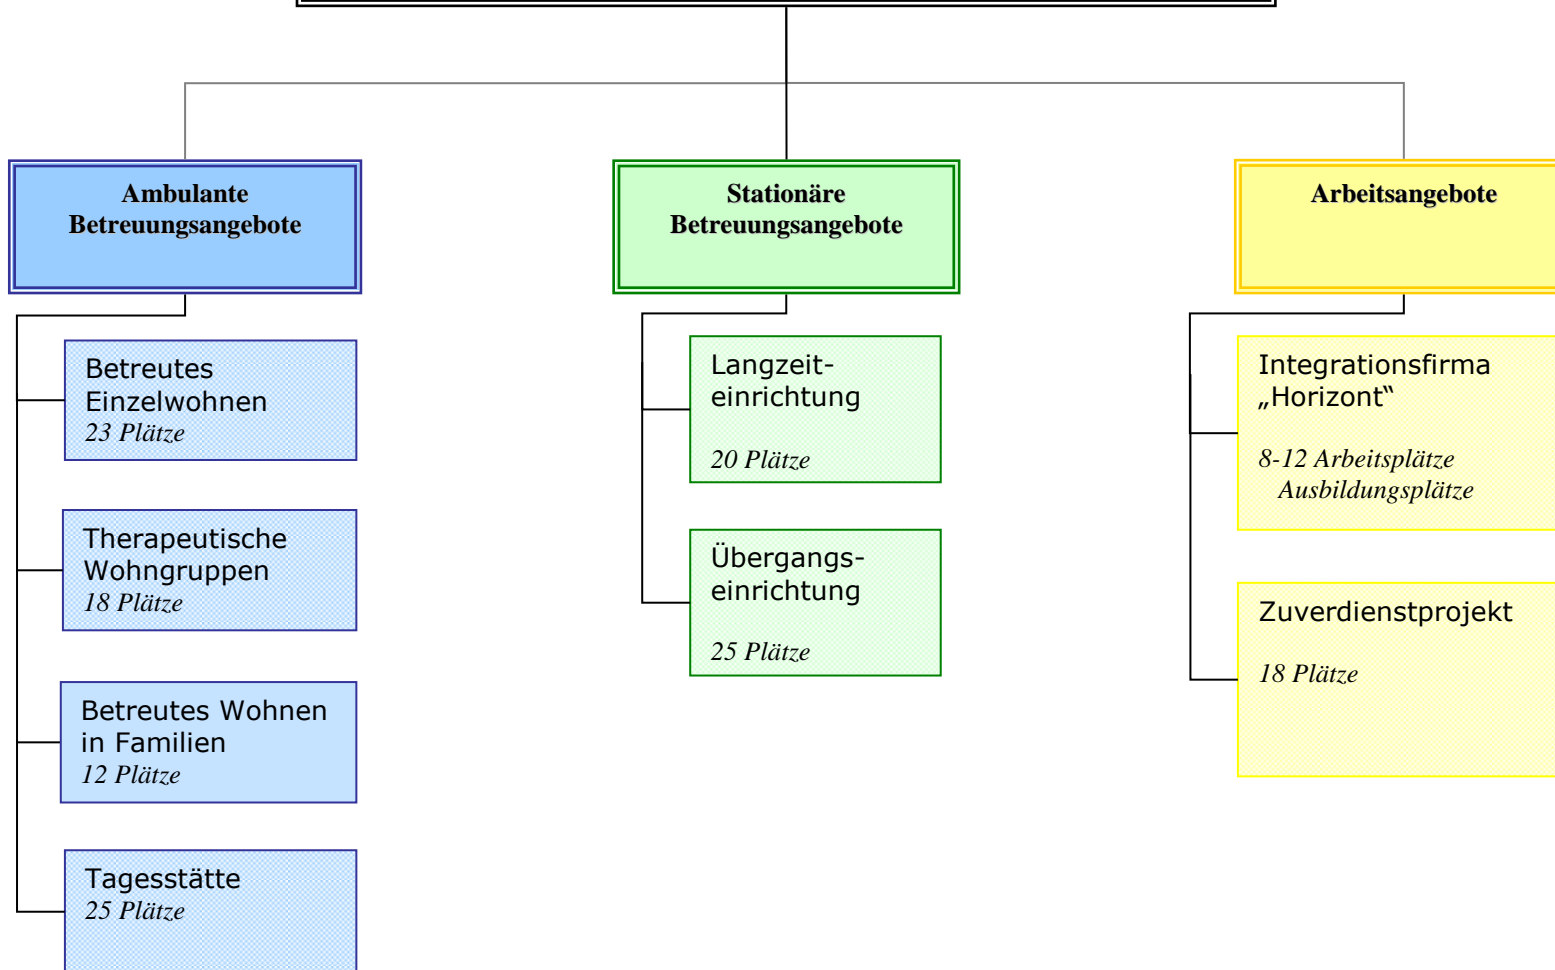 Ambulante
Betreuungsangebote
Betreutes
Einzelwohnen
23 Plätze
Therapeutische
Wohngruppen
18 Plätze
Betreutes Wohnen
in Familien
12 Plätze
Tagesstätte
25 Plätze
Stationäre
Betreuungsangebote
Langzeit-
einrichtung
20 Plätze
Übergangs-
einrichtung
25 Plätze
Arbeitsangebote
Integrationsfirma
„Horizont“
8-12 Arbeitsplätze
Ausbildungsplätze
Zuverdienstprojekt
18 Plätze